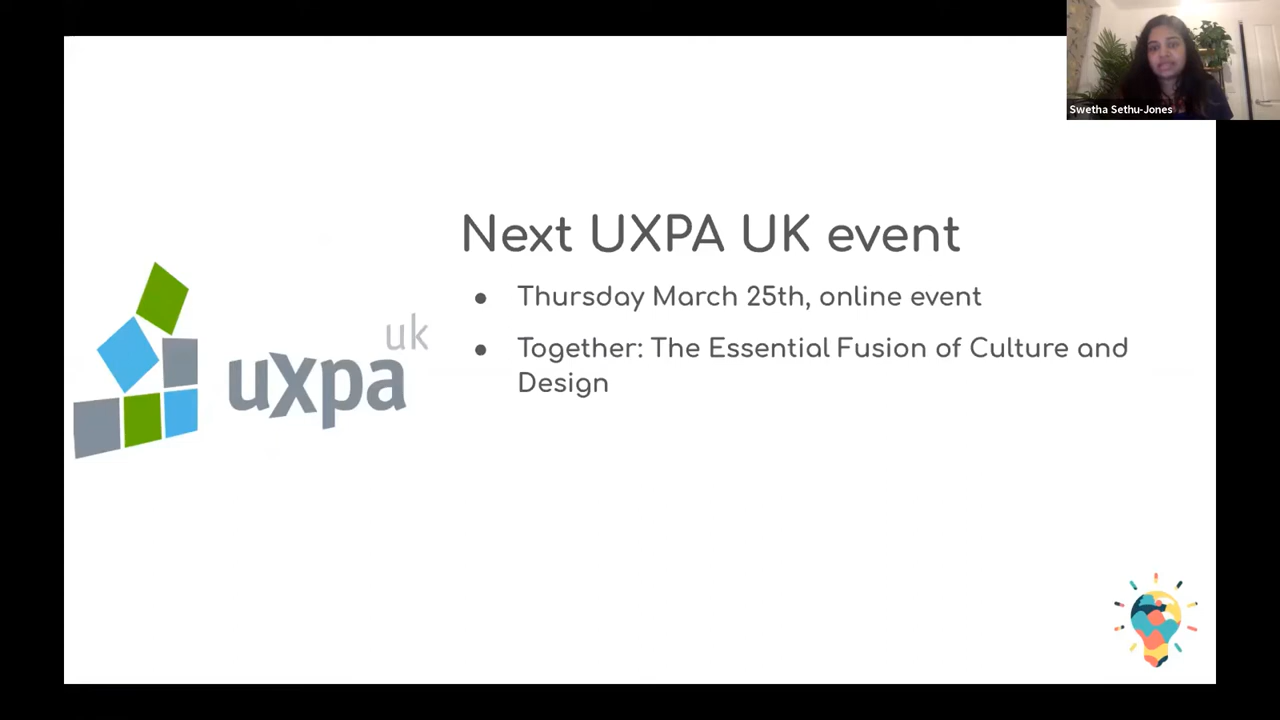 Swetha Sethu-Jones
Next UXPA UK event
● Thursday March 25th, online event
● Together: The Essential Fusion of Culture and
Design
uk
uxpa